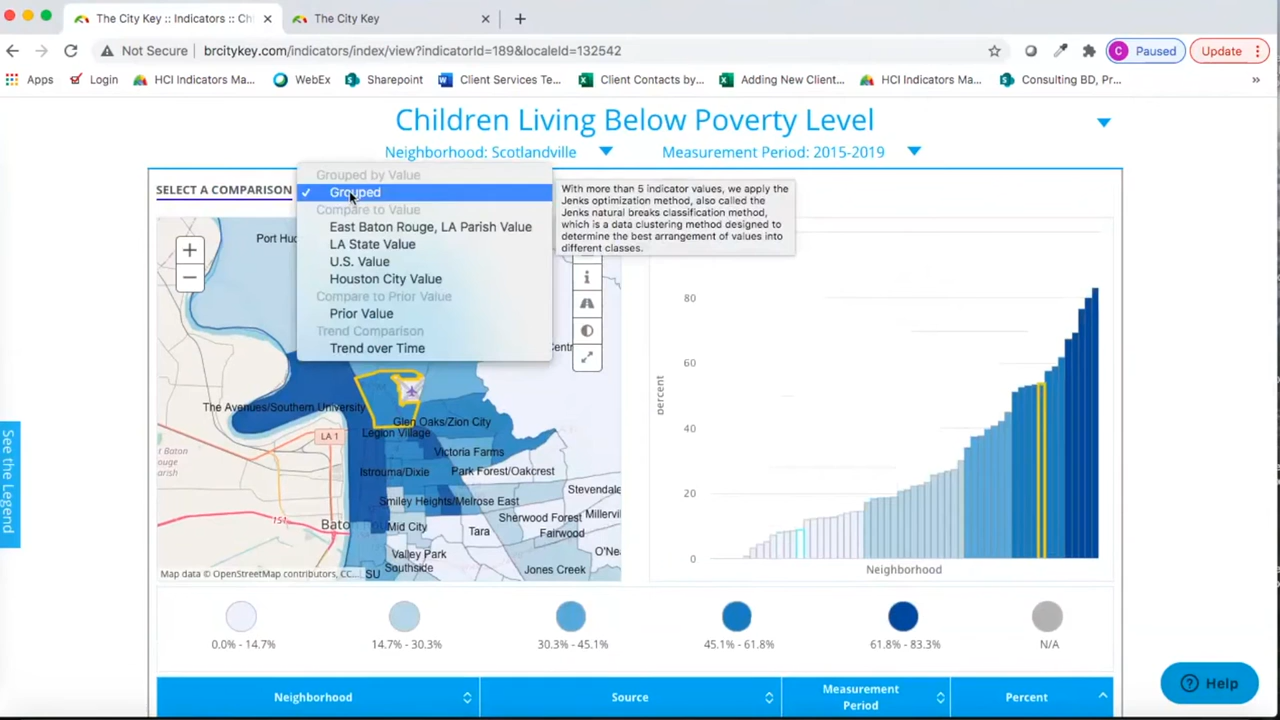 The City Key :: Indicators :: Ch
The City Key
Not Secure
brcitykey.com/indicators/index/view?indicatorId=189&localeId=132542
C
Paused
Update
Apps
Login
HCI Indicators Ma...
WebEx
Sharepoint
Client Services Te...
Client Contacts by...
Adding New Client...
HCI Indicators Ma...
Consulting BD, Pr...
Children Living Below Poverty Level
Neighborhood: Scotlandville
Measurement Period: 2015-2019
SELECT A COMPARISON
Grouped by Value
Grouped
Compare to Value
East Baton Rouge, LA Parish Value
LA State Value
U.S. Value
Houston City Value
Compare to Prior Value
Prior Value
Trend Comparison
Trend over Time
With more than 5 indicator values, we apply the
Jenks optimization method, also called the
Jenks natural breaks classification method,
which is a data clustering method designed to
determine the best arrangement of values into
different classes.
Port Hu
Centr
The Avenues/Southern University
Glen Oaks/Zion City
LA 1
Legion Village
Victoria Farms
Istrouma/Dixie
Park Forest/Oakcrest
Stevendale
Smiley Heights/Melrose East
Sherwood Forest
Millervi
151
Baton
Mid City
Tara
Fairwood
Valley Park
O'Nea
SU
Southside
Jones Creek
Map data © OpenStreetMap contributors, CC...
80
60
40
20
0
percent
Neighborhood
0.0% - 14.7%
14.7% - 30.3%
30.3% - 45.1%
45.1% - 61.8%
61.8% - 83.3%
N/A
See the Legend
Neighborhood
Source
Measurement
Period
Percent
Help